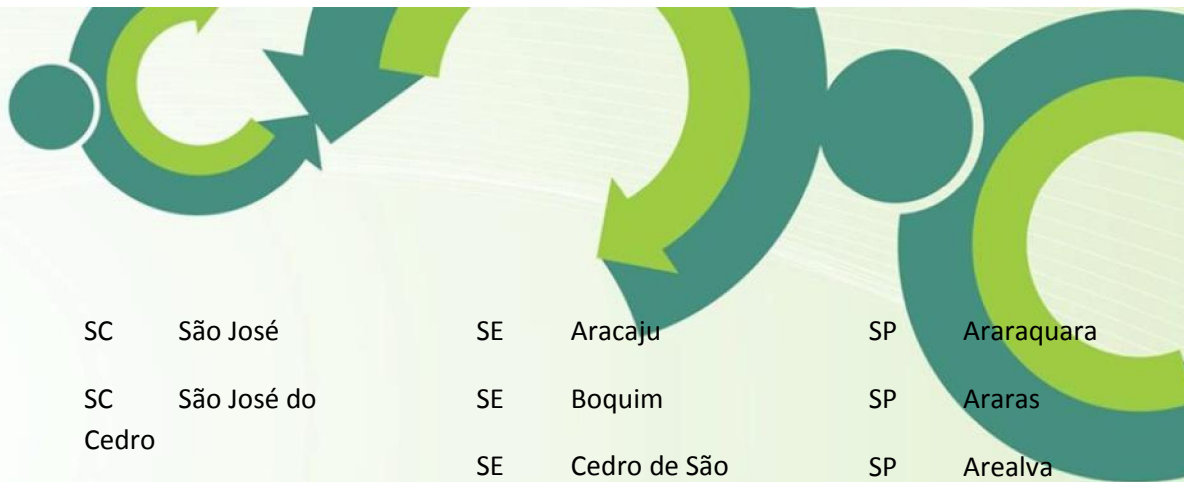 SC São José
SC São José do
Cedro
SE Aracaju
SE Boquim
SE Cedro de São
SP Araraquara
SP Araras
SP Arealva